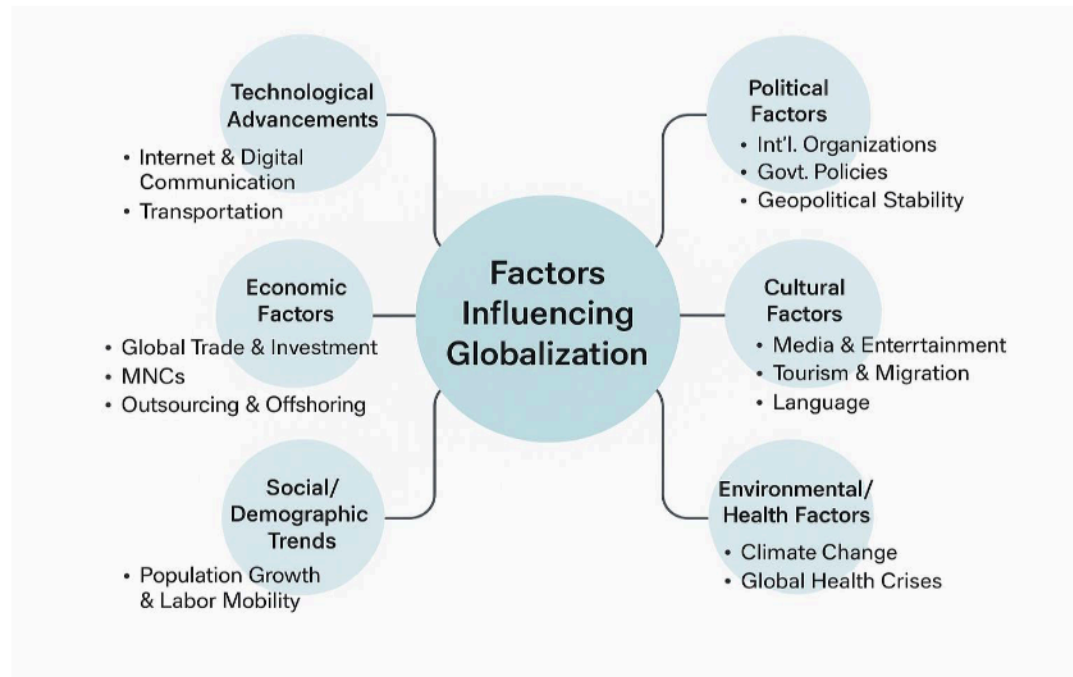 Technological
Advancements
• Internet & Digital
Communication
• Transportation
Economic
Factors
• Global Trade & Investment
• MNCs
• Outsourcing & Offshoring
Social/
Demographic
Trends
• Population Growth
& Labor Mobility
Factors
Influencing
Globalization
Political
Factors
• Int'l. Organizations
• Govt. Policies
• Geopolitical Stability
Cultural
Factors
• Media & Enterrtainment
• Tourism & Migration
• Language
Environmental/
Health Factors
• Climate Change
• Global Health Crises